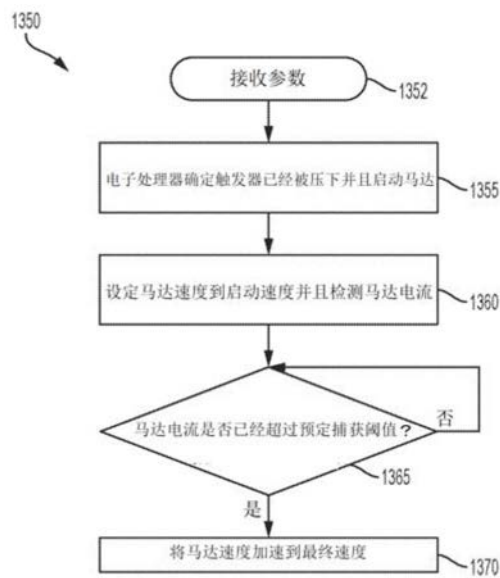 1350
接收参数
1352
电子处理器确定触发器已经被压下并且启动马达
1355
设定马达速度到启动速度并且检测马达电流
1360
马达电流是否已经超过预定捕获阈值？
否
1365
是
将马达速度加速到最终速度
1370